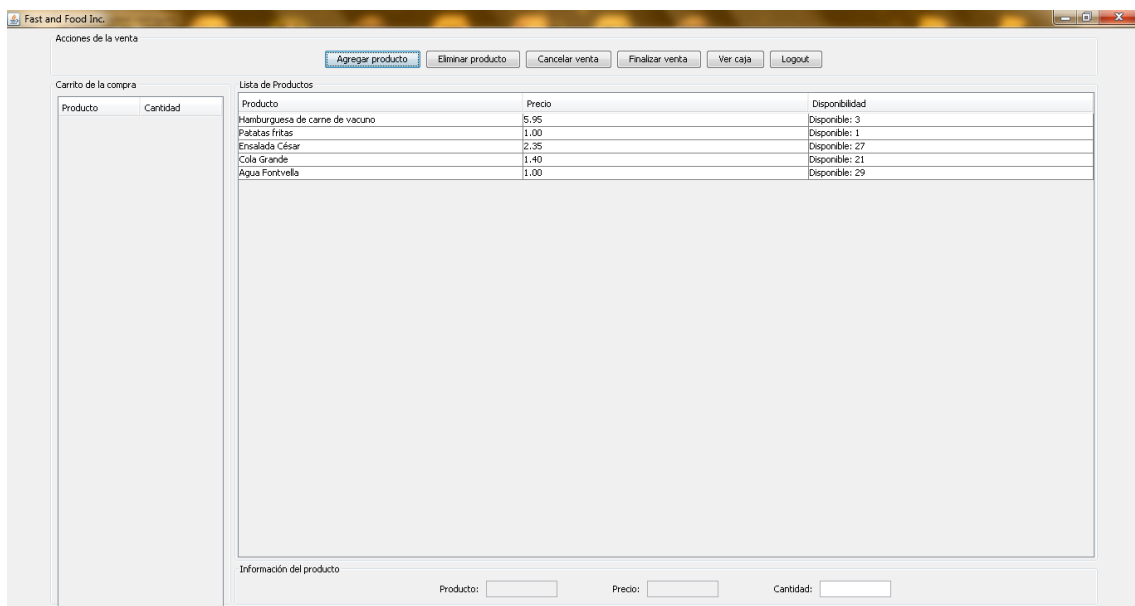 Fast and Food Inc.
Acciones de la venta
Agregar producto Eliminar producto Cancelar venta Finalizar venta Ver caja Logout
Carrito de la compra
Producto Cantidad
Lista de Productos
Producto Precio Disponibilidad
Hamburguesa de carne de vacuno 5.95 Disponible: 3
Patatas fritas 1.00 Disponible: 1
Ensalada César 2.35 Disponible: 27
Cola Grande 1.40 Disponible: 21
Agua Fontvella 1.00 Disponible: 29
Información del producto
Producto: Precio: Cantidad: